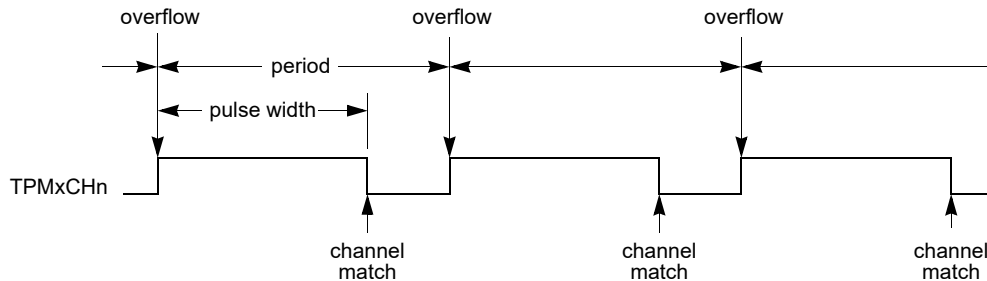 overflow
overflow
overflow
period
pulse width
TPMxCHn
channel
match
channel
match
channel
match